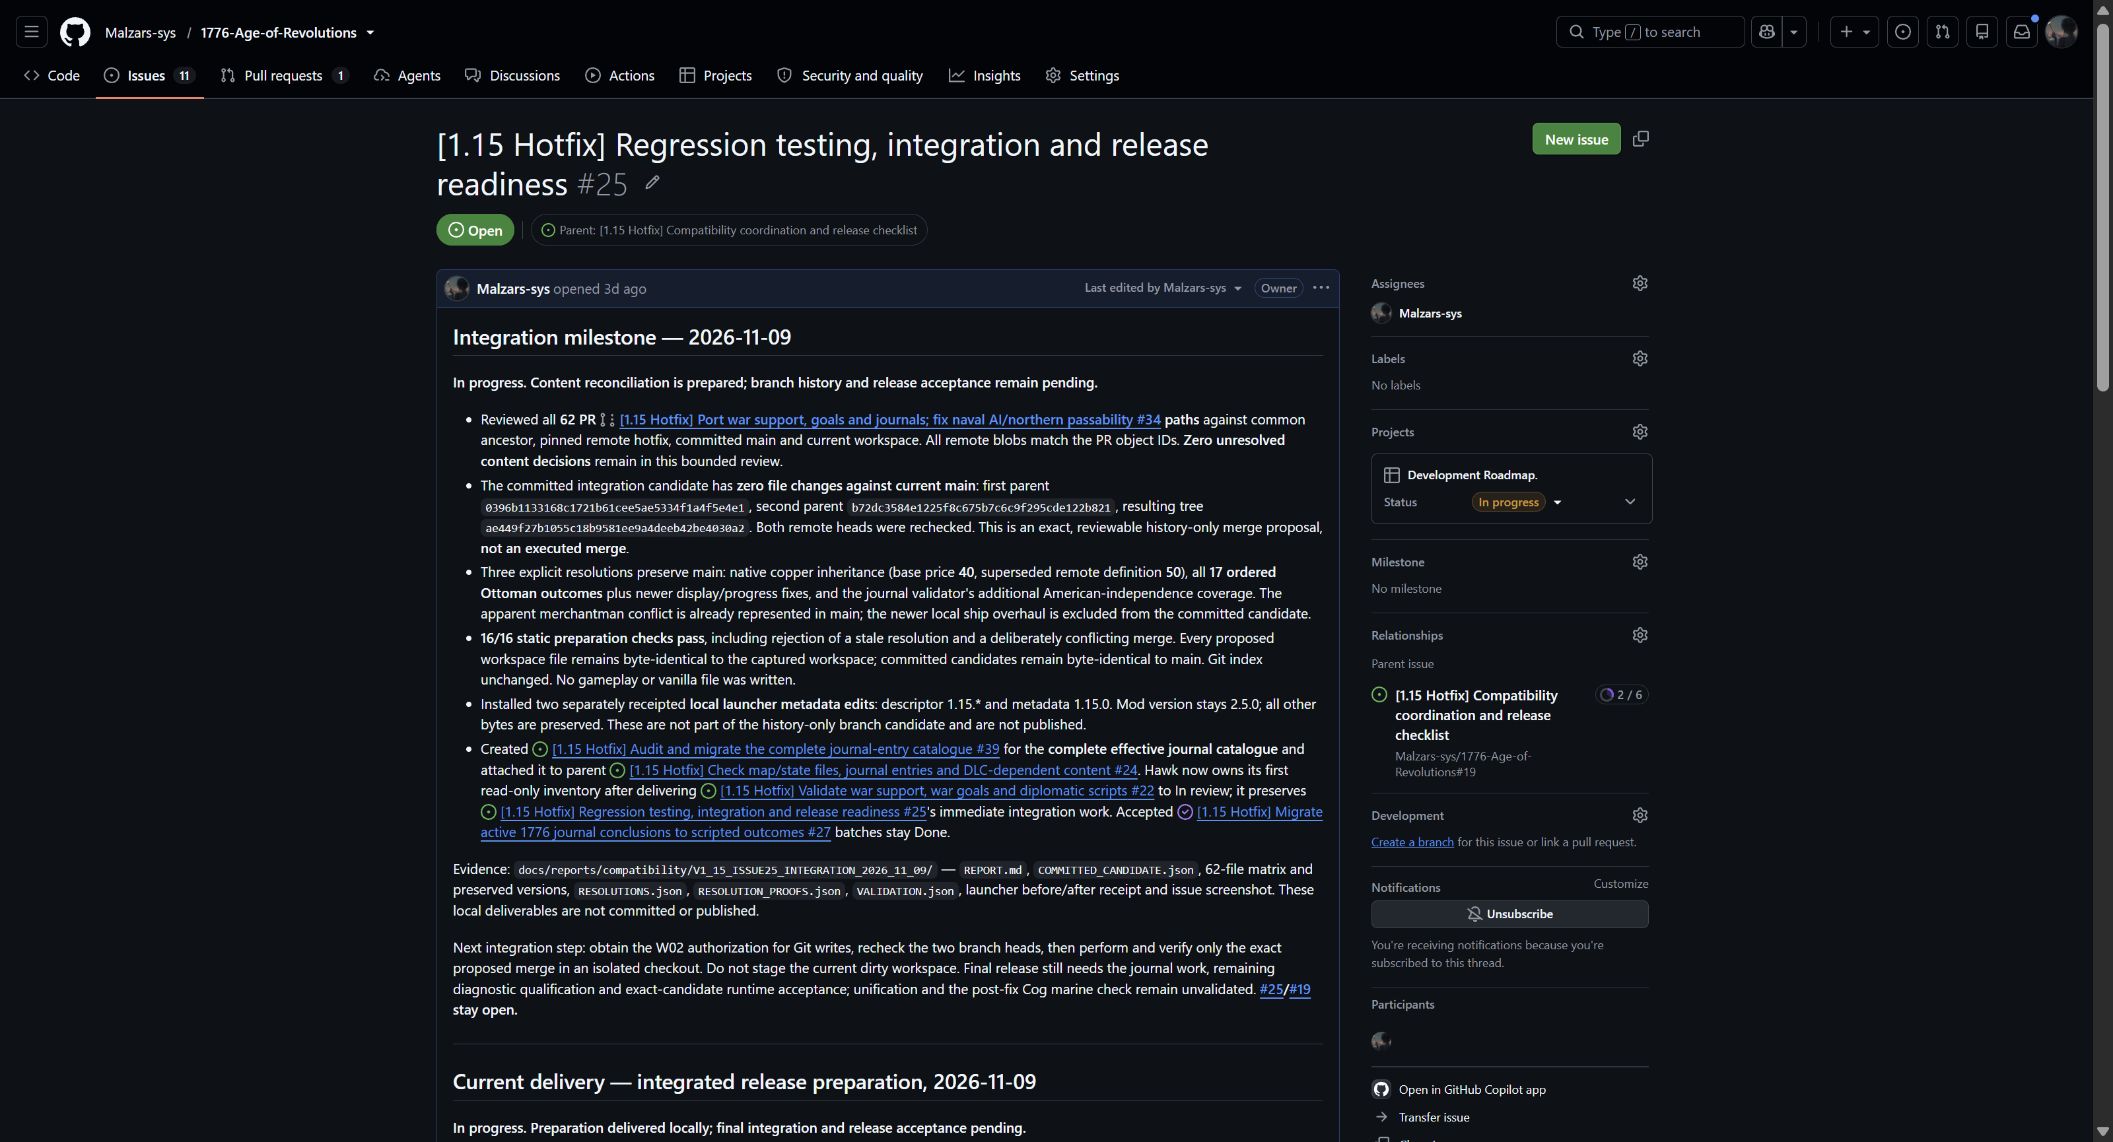 Malzars-sys / 1776-Age-of-Revolutions
Type / to search
Code
Issues 11
Pull requests 1
Agents
Discussions
Actions
Projects
Security and quality
Insights
Settings
[1.15 Hotfix] Regression testing, integration and release
readiness #25
New issue
Open
Parent: [1.15 Hotfix] Compatibility coordination and release checklist
Malzars-sys opened 3d ago
Last edited by Malzars-sys
Owner
Integration milestone — 2026-11-09
In progress. Content reconciliation is prepared; branch history and release acceptance remain pending.
Reviewed all 62 PR [1.15 Hotfix] Port war support, goals and journals; fix naval AI/northern passability #34 paths against common
ancestor, pinned remote hotfix, committed main and current workspace. All remote blobs match the PR object IDs. Zero unresolved
content decisions remain in this bounded review.
The committed integration candidate has zero file changes against current main: first parent
0396b1133168c1721b61cee5ae5334f1a4f5e4e1, second parent b72dc3584e1225f8c675b7c6c9f295cde122b821, resulting tree
ae449f27b1055c18b9581ee9a4deeb42be4030a2. Both remote heads were rechecked. This is an exact, reviewable history-only merge proposal,
not an executed merge.
Three explicit resolutions preserve main: native copper inheritance (base price 40, superseded remote definition 50), all 17 ordered
Ottoman outcomes plus newer display/progress fixes, and the journal validator's additional American-independence coverage. The
apparent merchantman conflict is already represented in main; the newer local ship overhaul is excluded from the committed candidate.
16/16 static preparation checks pass, including rejection of a stale resolution and a deliberately conflicting merge. Every proposed
workspace file remains byte-identical to the captured workspace; committed candidates remain byte-identical to main. Git index
unchanged. No gameplay or vanilla file was written.
Installed two separately receipted local launcher metadata edits: descriptor 1.15.* and metadata 1.15.0. Mod version stays 2.5.0; all other
bytes are preserved. These are not part of the history-only branch candidate and are not published.
Created [1.15 Hotfix] Audit and migrate the complete journal-entry catalogue #39 for the complete effective journal catalogue and
attached it to parent [1.15 Hotfix] Check map/state files, journal entries and DLC-dependent content #24. Hawk now owns its first
read-only inventory after delivering [1.15 Hotfix] Validate war support, war goals and diplomatic scripts #22 to In review; it preserves
[1.15 Hotfix] Regression testing, integration and release readiness #25's immediate integration work. Accepted [1.15 Hotfix] Migrate
active 1776 journal conclusions to scripted outcomes #27 batches stay Done.
Evidence: docs/reports/compatibility/V1_15_ISSUE25_INTEGRATION_2026_11_09/ — REPORT.md, COMMITTED_CANDIDATE.json, 62-file matrix and
preserved versions, RESOLUTIONS.json, RESOLUTION_PROOFS.json, VALIDATION.json, launcher before/after receipt and issue screenshot. These
local deliverables are not committed or published.
Next integration step: obtain the W02 authorization for Git writes, recheck the two branch heads, then perform and verify only the exact
proposed merge in an isolated checkout. Do not stage the current dirty workspace. Final release still needs the journal work, remaining
diagnostic qualification and exact-candidate runtime acceptance; unification and the post-fix Cog marine check remain unvalidated. #25/#19
stay open.
Current delivery — integrated release preparation, 2026-11-09
In progress. Preparation delivered locally; final integration and release acceptance pending.
Assignees
Malzars-sys
Labels
No labels
Projects
Development Roadmap.
Status
In progress
Milestone
No milestone
Relationships
Parent issue
[1.15 Hotfix] Compatibility
coordination and release
checklist
2 / 6
Malzars-sys/1776-Age-of-
Revolutions#19
Development
Create a branch for this issue or link a pull request.
Notifications
Customize
Unsubscribe
You're receiving notifications because you're
subscribed to this thread.
Participants
Open in GitHub Copilot app
Transfer issue